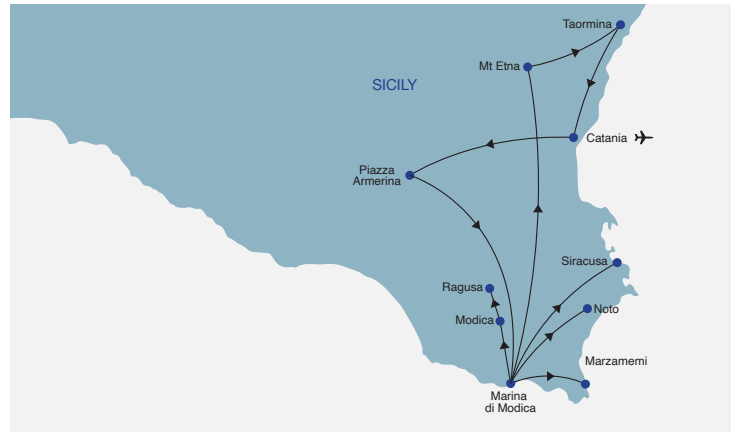 Taormina
Mt Etna
SICILY
Catania
Piazza
Armerina
Siracusa
Ragusa
Noto
Modica
Marzamemi
Marina
di Modica